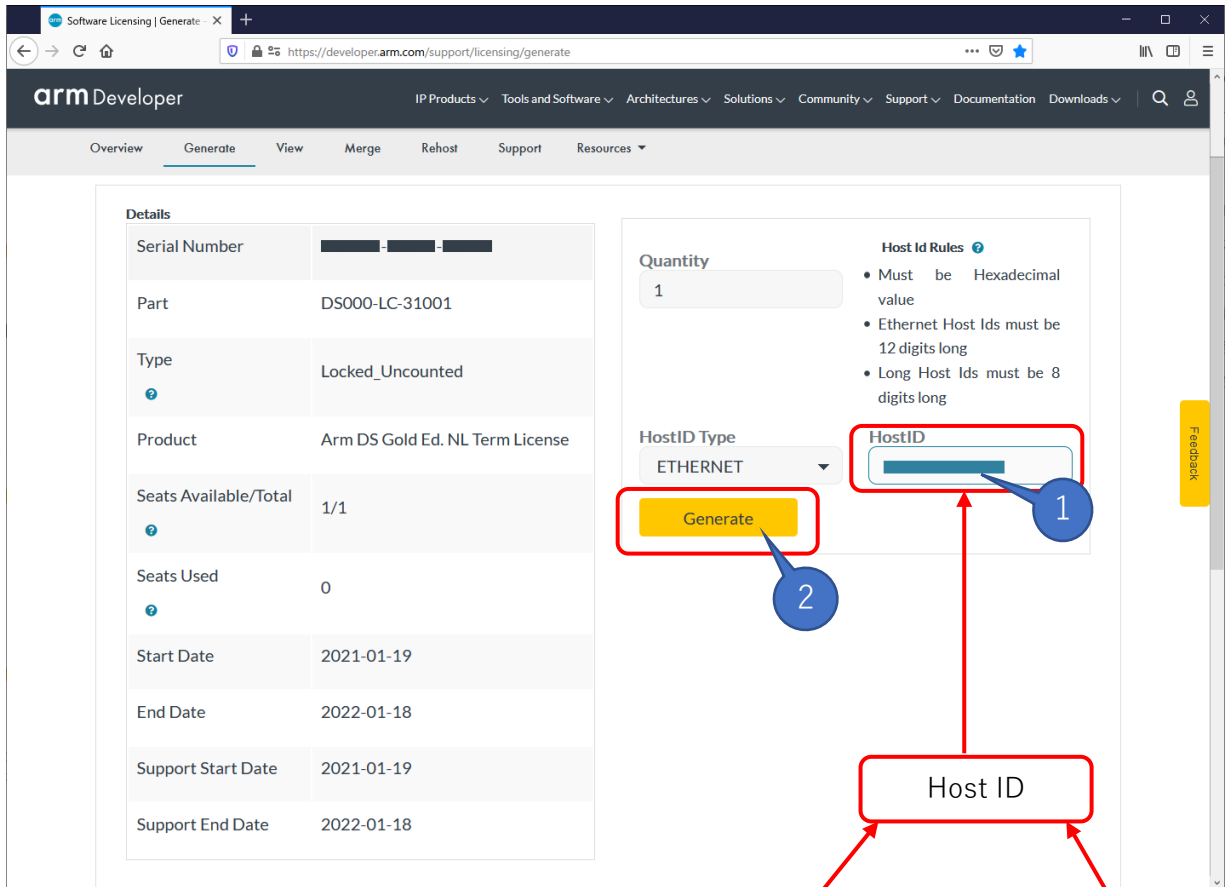 Software Licensing | Generate -
https://developer.arm.com/support/licensing/generate
arm Developer
IP Products Tools and Software Architectures Solutions Community Support Documentation Downloads
Overview Generate View Merge Rehost Support Resources
Details
Serial Number - -
Part DS000-LC-31001
Type
Locked_Uncounted
Product Arm DS Gold Ed. NL Term License
Seats Available/Total
1/1
Seats Used
0
Start Date 2021-01-19
End Date 2022-01-18
Support Start Date 2021-01-19
Support End Date 2022-01-18
Quantity
1
Host Id Rules
• Must be Hexadecimal
value
• Ethernet Host Ids must be
12 digits long
• Long Host Ids must be 8
digits long
HostID Type
ETHERNET
HostID
1
Generate
2
Host ID
Feedback